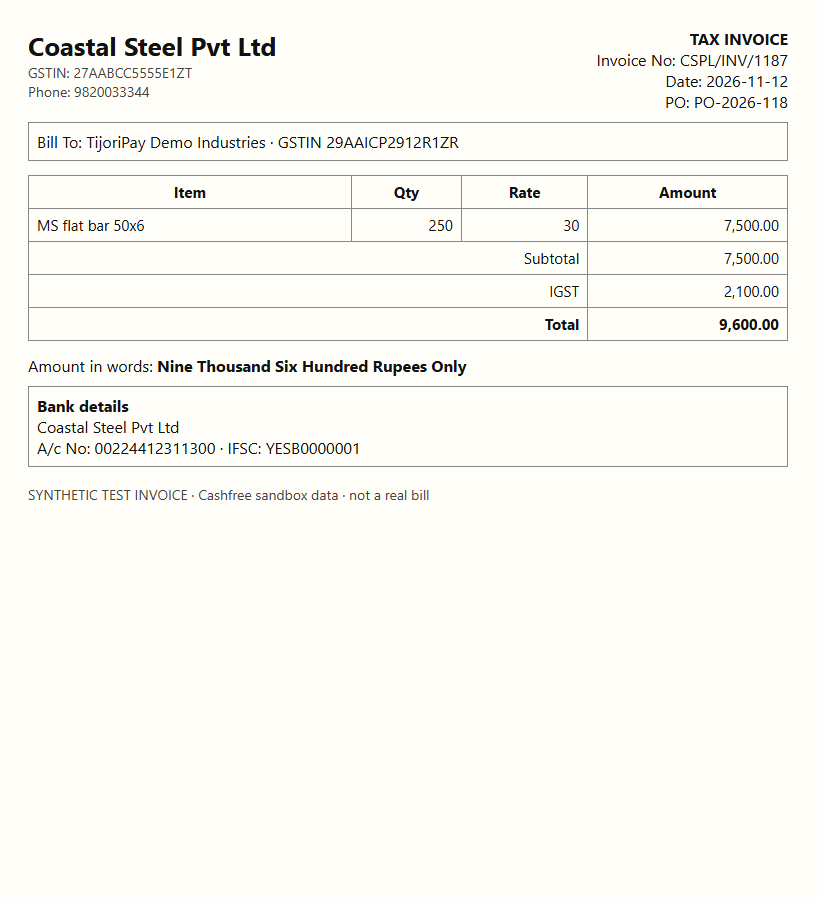 Coastal Steel Pvt Ltd
GSTIN: 27AABCC5555E1ZT
Phone: 9820033344
TAX INVOICE
Invoice No: CSPL/INV/1187
Date: 2026-11-12
PO: PO-2026-118
Bill To: TijoriPay Demo Industries · GSTIN 29AAICP2912R1ZR
Item Qty Rate Amount
MS flat bar 50x6 250 30 7,500.00
Subtotal 7,500.00
IGST 2,100.00
Total 9,600.00
Amount in words: Nine Thousand Six Hundred Rupees Only
Bank details
Coastal Steel Pvt Ltd
A/c No: 00224412311300 · IFSC: YESB0000001
SYNTHETIC TEST INVOICE · Cashfree sandbox data · not a real bill